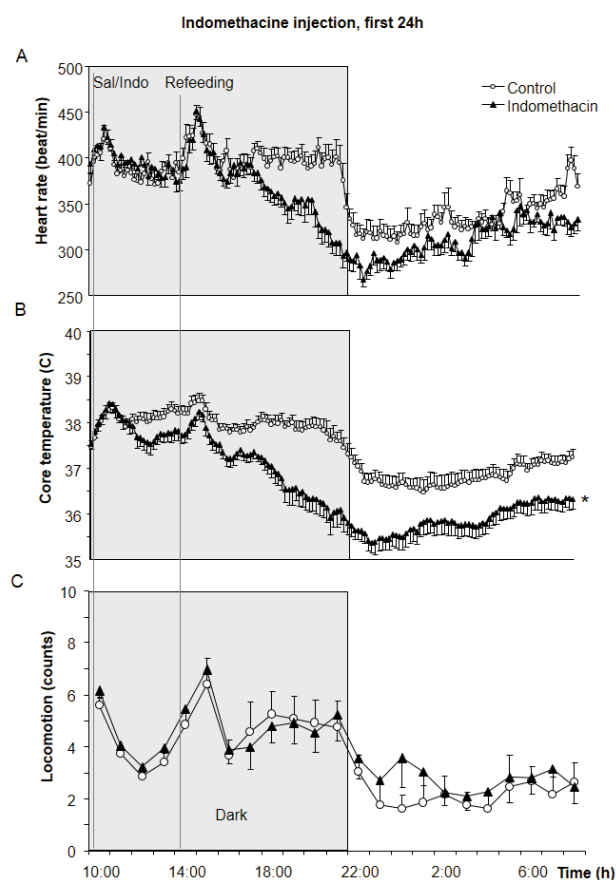 Indomethacine injection, first 24h
A
Heart rate (beat/min)
500
450
400
350
300
250
Sal/Indo
Refeeding
Control
Indomethacin
B
Core temperature (C)
40
39
38
37
36
35
*
C
Locomotion (counts)
10
8
6
4
2
0
Dark
10:00 14:00 18:00 22:00 2:00 6:00 Time (h)